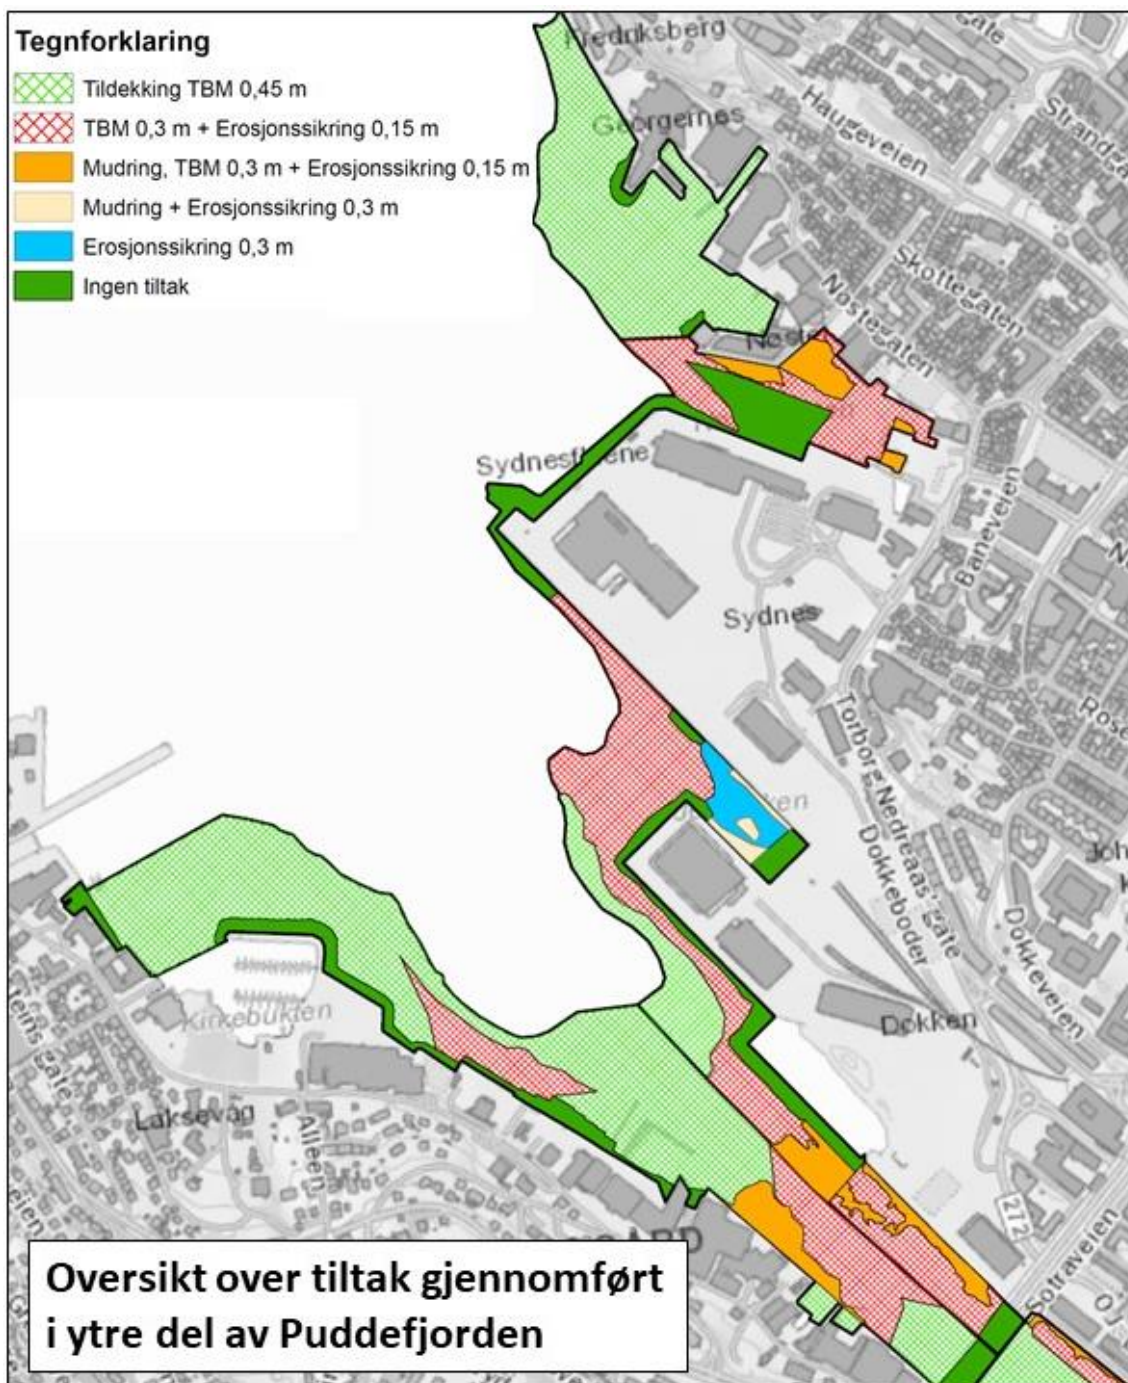 Tegnforklaring
Tildekking TBM 0,45 m
TBM 0,3 m + Erosjonssikring 0,15 m
Mudring, TBM 0,3 m + Erosjonssikring 0,15 m
Mudring + Erosjonssikring 0,3 m
Erosjonssikring 0,3 m
Ingen tiltak
Fredriksberg
Georgernes
Haugeveien
Skottegaten
Nøstegaten
Sydnes
Baneveien
Torborg Nedreaas' gate
Dokkeboder
Dokkeveien
Dokken
Kirkebukten
Laksevåg
Alleen
272
Sotraveien
Oversikt over tiltak gjennomført
i ytre del av Puddefjorden